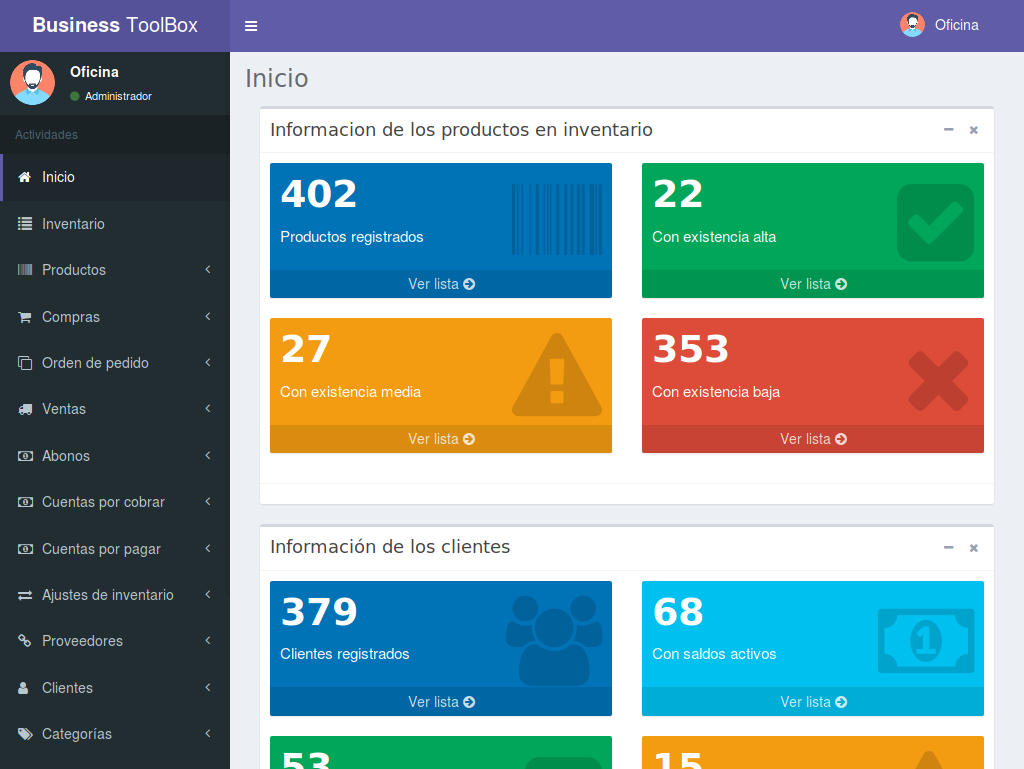 Business ToolBox
Oficina
Oficina
Administrador
Actividades
Inicio
Inventario
Productos
Compras
Orden de pedido
Ventas
Abonos
Cuentas por cobrar
Cuentas por pagar
Ajustes de inventario
Proveedores
Clientes
Categorías
Inicio
Informacion de los productos en inventario
402
Productos registrados
Ver lista
22
Con existencia alta
Ver lista
27
Con existencia media
Ver lista
353
Con existencia baja
Ver lista
Información de los clientes
379
Clientes registrados
Ver lista
68
Con saldos activos
Ver lista
53
15